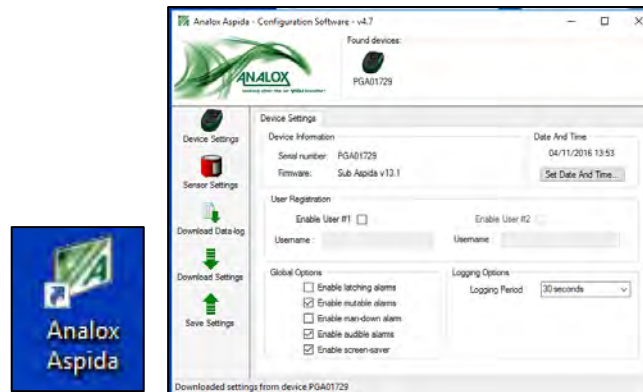 Analox
Aspida
Analox Aspida - Configuration Software - v4.7
Found devices:
ANALOX
PGA01729
Device Settings
Sensor Settings
Download Data-log
Download Settings
Save Settings
Device Settings
Device Information
Serial number: PGA01729
Firmware: Sub Aspida v13.1
Date And Time
04/11/2016 13:53
Set Date And Time...
User Registration
Enable User #1
Enable User #2
Username :
Username :
Global Options
Enable latching alarms
Enable mutable alarms
Enable man-down alarm
Enable audible alarms
Enable screen-saver
Logging Options
Logging Period 30 seconds
Downloaded settings from device PGA01729